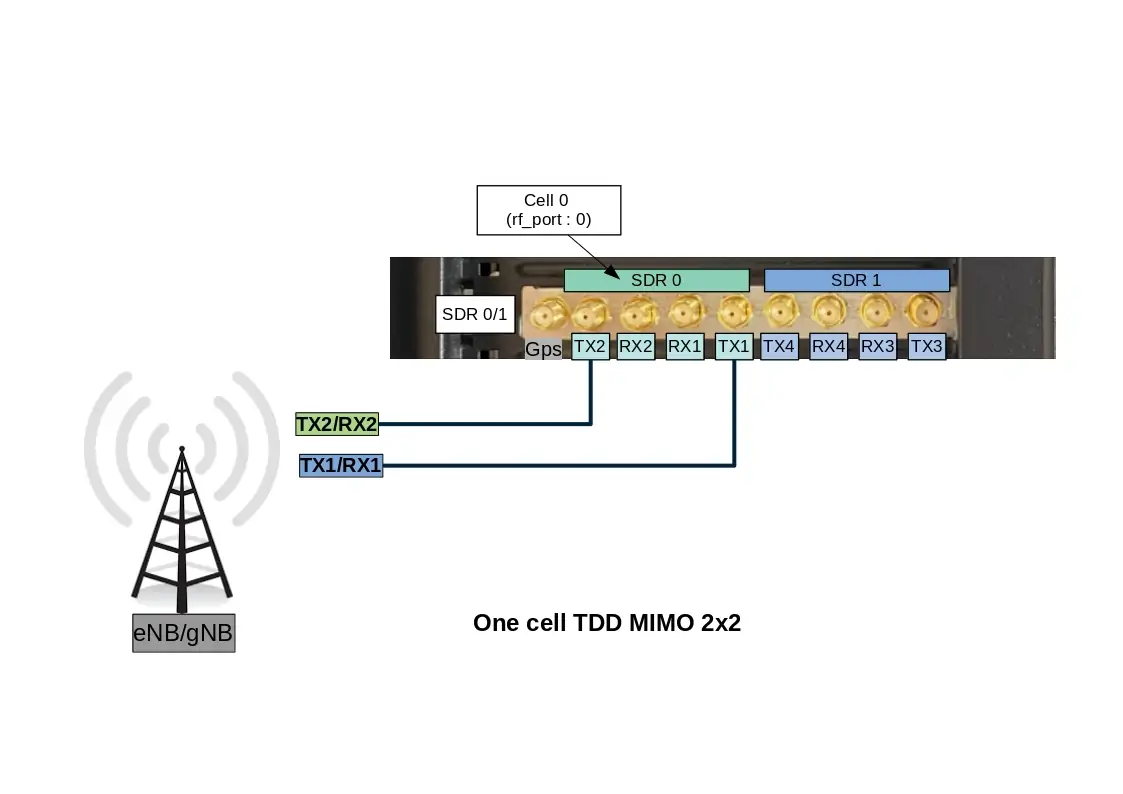 Cell 0
(rf_port : 0)
SDR 0
SDR 1
SDR 0/1
Gps
TX2
RX2
RX1
TX1
TX4
RX4
RX3
TX3
TX2/RX2
TX1/RX1
One cell TDD MIMO 2x2
eNB/gNB